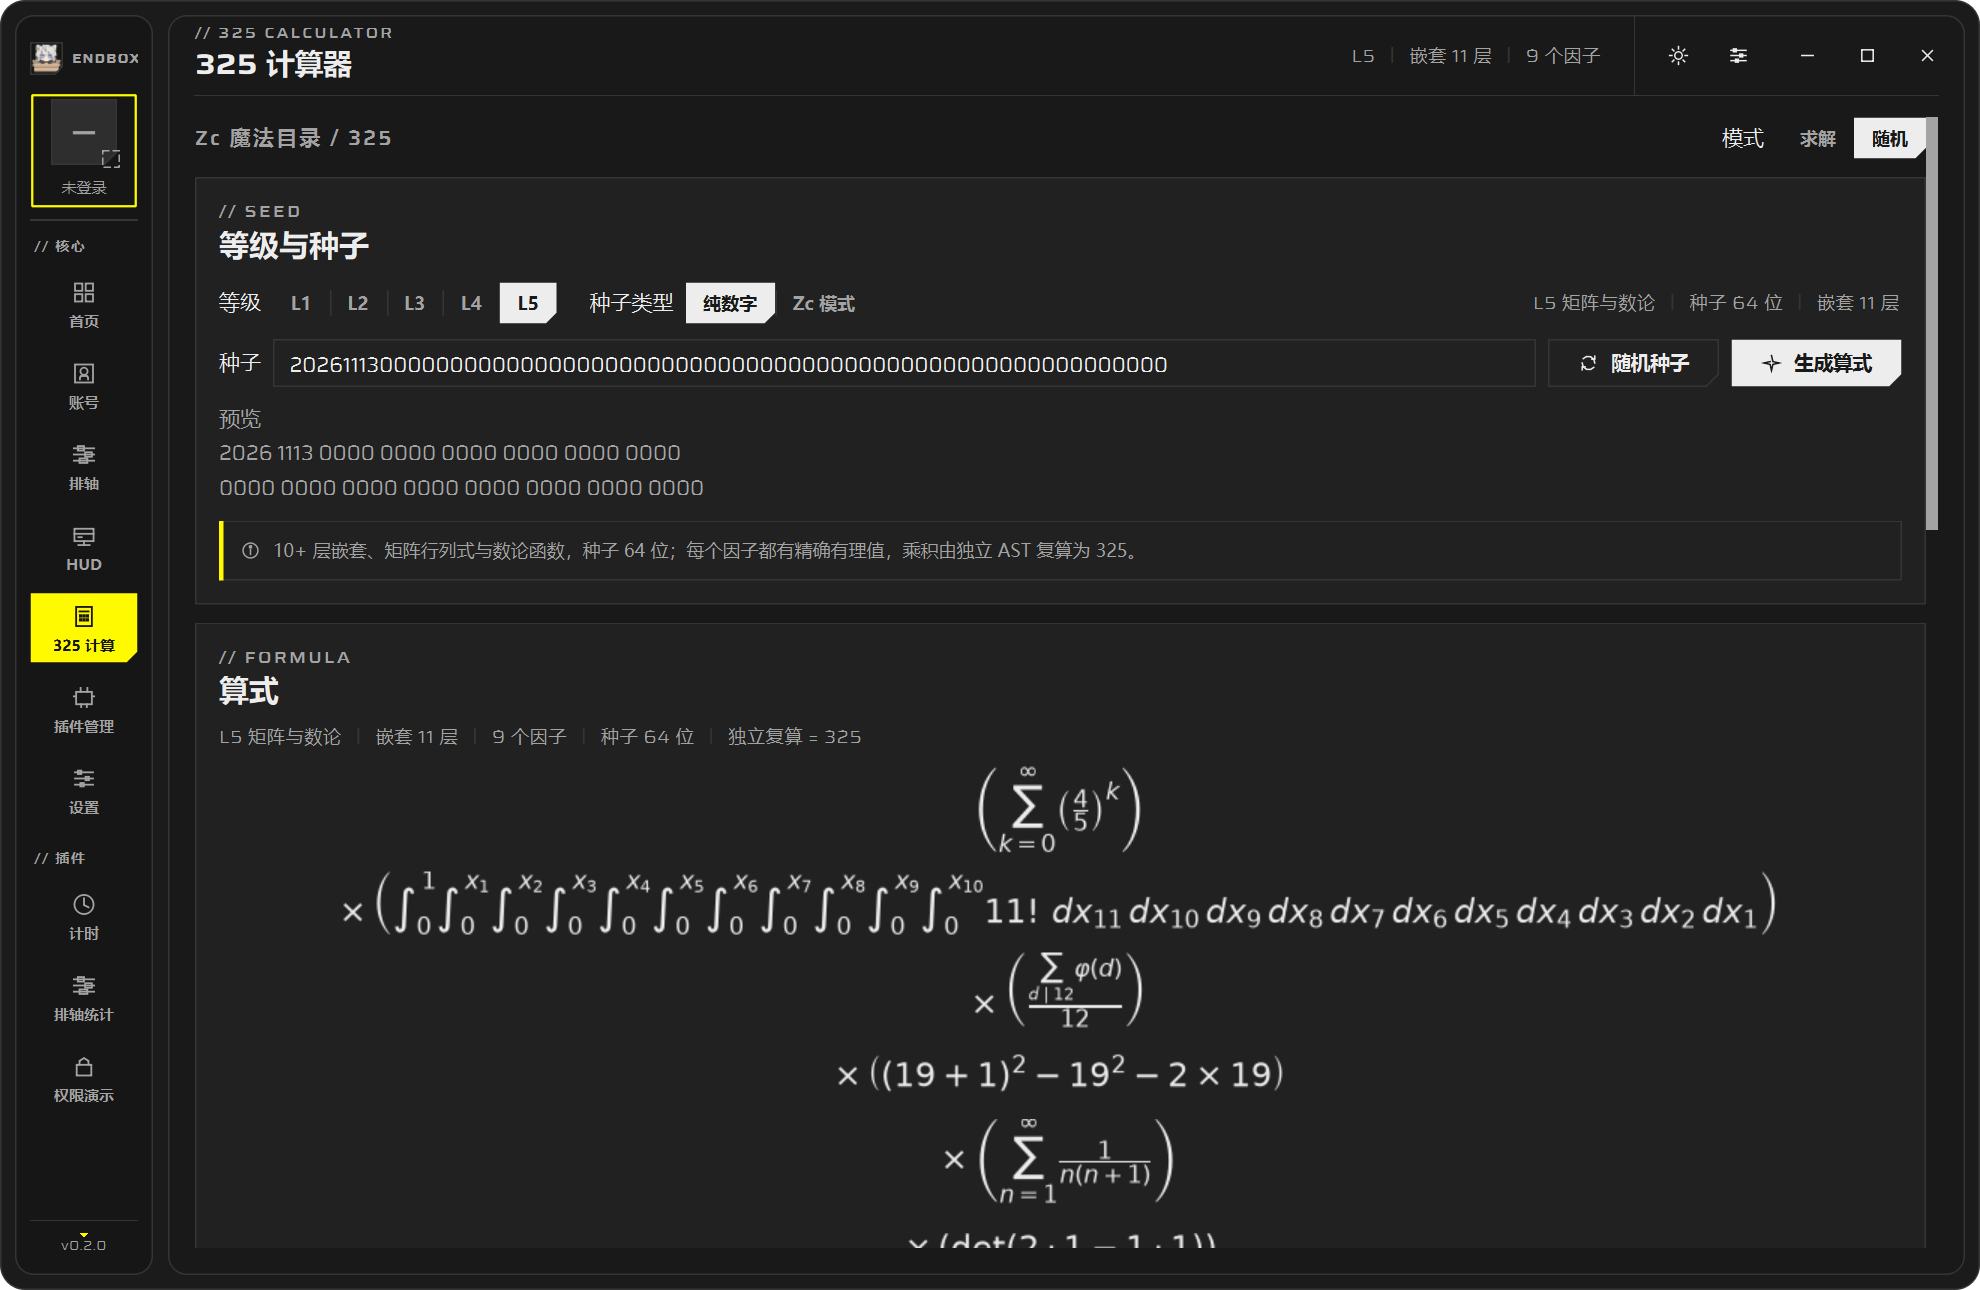 ENDBOX
未登录
// 核心
首页
账号
排轴
HUD
325 计算
插件管理
设置
// 插件
计时
排轴统计
权限演示
v0.2.0
// 325 CALCULATOR
325 计算器
L5 嵌套 11 层 9 个因子
Zc 魔法目录 / 325
模式 求解 随机
// SEED
等级与种子
等级 L1 L2 L3 L4 L5 种子类型 纯数字 Zc 模式
L5 矩阵与数论 种子 64 位 嵌套 11 层
种子 2026111300000000000000000000000000000000000000000000000000000000 随机种子 生成算式
预览
2026 1113 0000 0000 0000 0000 0000 0000
0000 0000 0000 0000 0000 0000 0000 0000
10+ 层嵌套、矩阵行列式与数论函数，种子 64 位；每个因子都有精确有理值，乘积由独立 AST 复算为 325。
// FORMULA
算式
L5 矩阵与数论 嵌套 11 层 9 个因子 种子 64 位 独立复算 = 325
(∑_{k=0}^{∞} (4/5)^k)
× (∫_0^1 ∫_0^{x_1} ∫_0^{x_2} ∫_0^{x_3} ∫_0^{x_4} ∫_0^{x_5} ∫_0^{x_6} ∫_0^{x_7} ∫_0^{x_8} ∫_0^{x_9} ∫_0^{x_10} 11! dx_11 dx_10 dx_9 dx_8 dx_7 dx_6 dx_5 dx_4 dx_3 dx_2 dx_1)
× (∑_{d|12} φ(d) / 12)
× ((19 + 1)² − 19² − 2 × 19)
× (∑_{n=1}^{∞} 1/(n(n + 1)))
× (det(2 · 1 − 1 · 1))